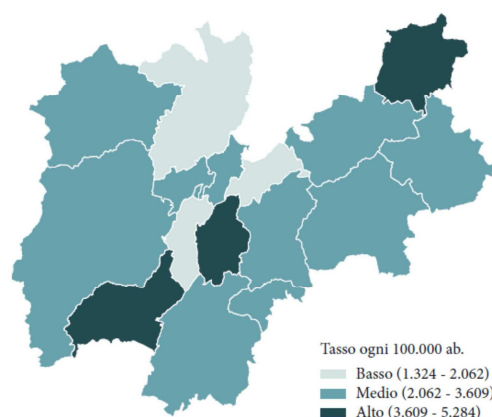 Tasso ogni 100.000 ab.
Basso (1.324 - 2.062)
Medio (2.062 - 3.609)
Alto (3.609 - 5.284)